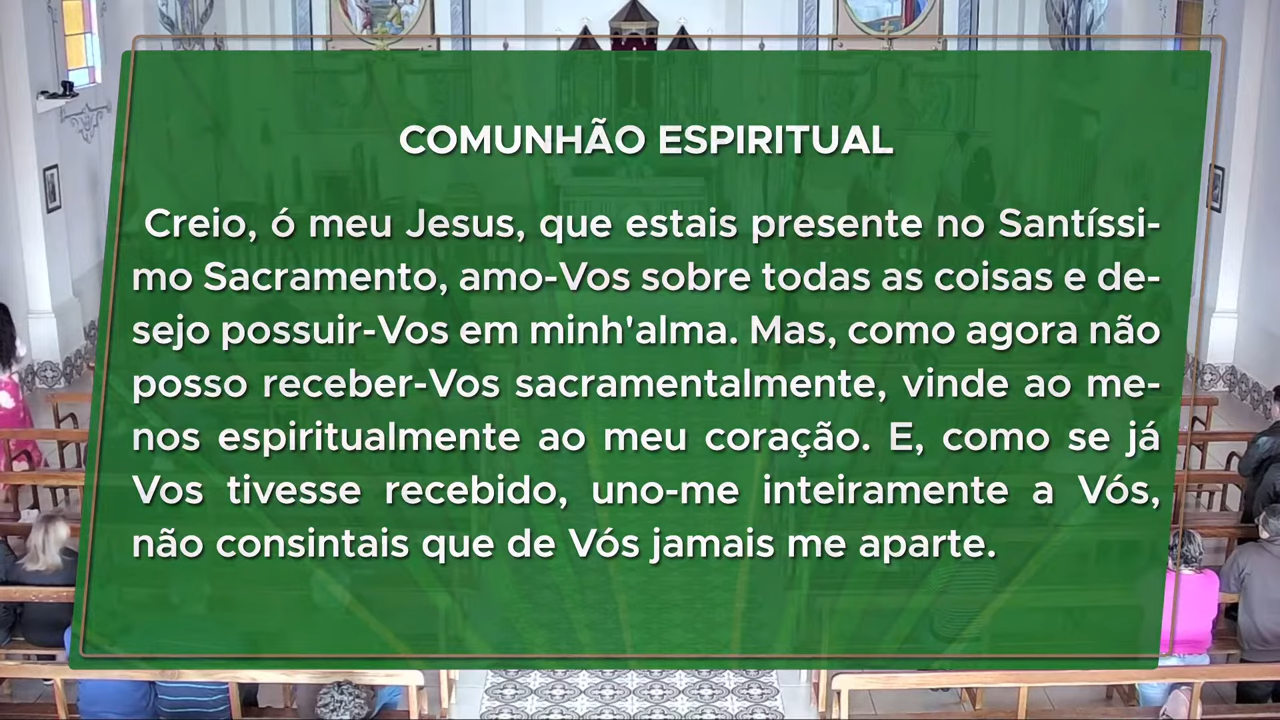 COMUNHÃO ESPIRITUAL
Creio, ó meu Jesus, que estais presente no Santíssi-
mo Sacramento, amo-Vos sobre todas as coisas e de-
sejo possuir-Vos em minh'alma. Mas, como agora não
posso receber-Vos sacramentalmente, vinde ao me-
nos espiritualmente ao meu coração. E, como se já
Vos tivesse recebido, uno-me inteiramente a Vós,
não consintais que de Vós jamais me aparte.